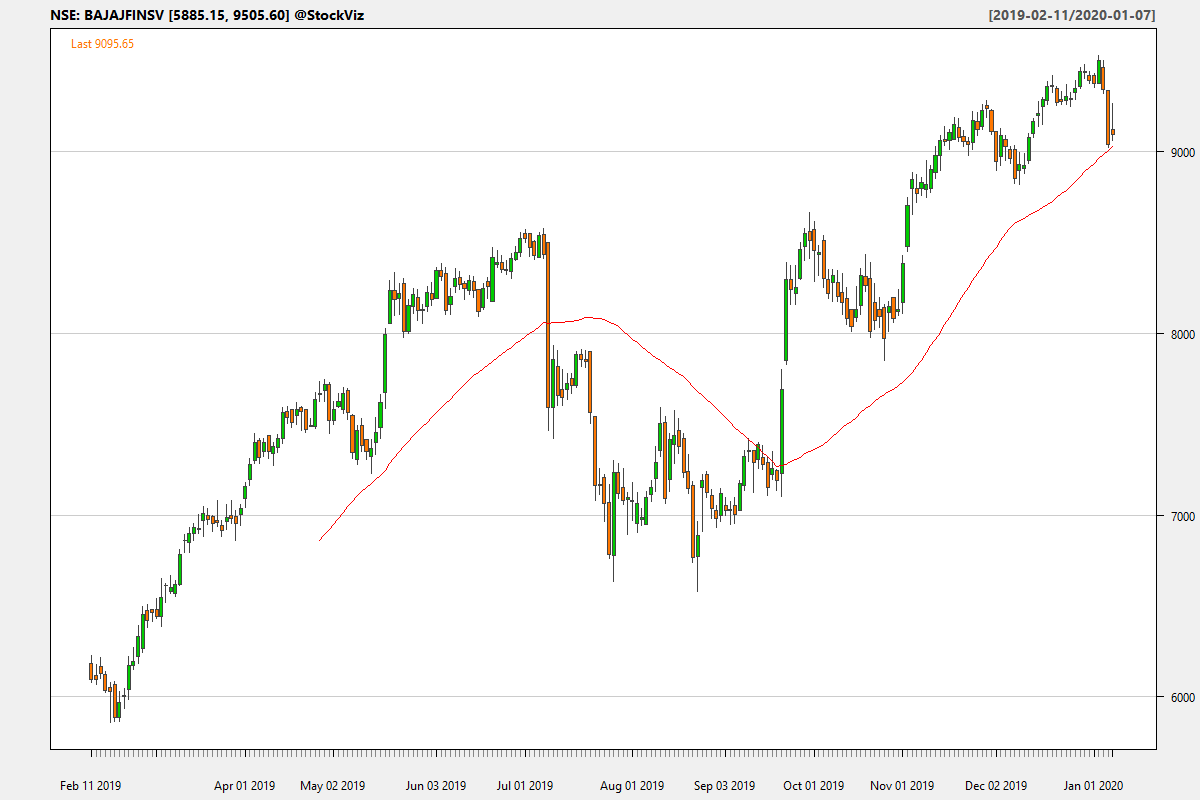 NSE: BAJAJFINSV [5885.15, 9505.60] @StockViz
[2019-02-11/2020-01-07]
Last 9095.65
9000
8000
7000
6000
Feb 11 2019 Apr 01 2019 May 02 2019 Jun 03 2019 Jul 01 2019 Aug 01 2019 Sep 03 2019 Oct 01 2019 Nov 01 2019 Dec 02 2019 Jan 01 2020